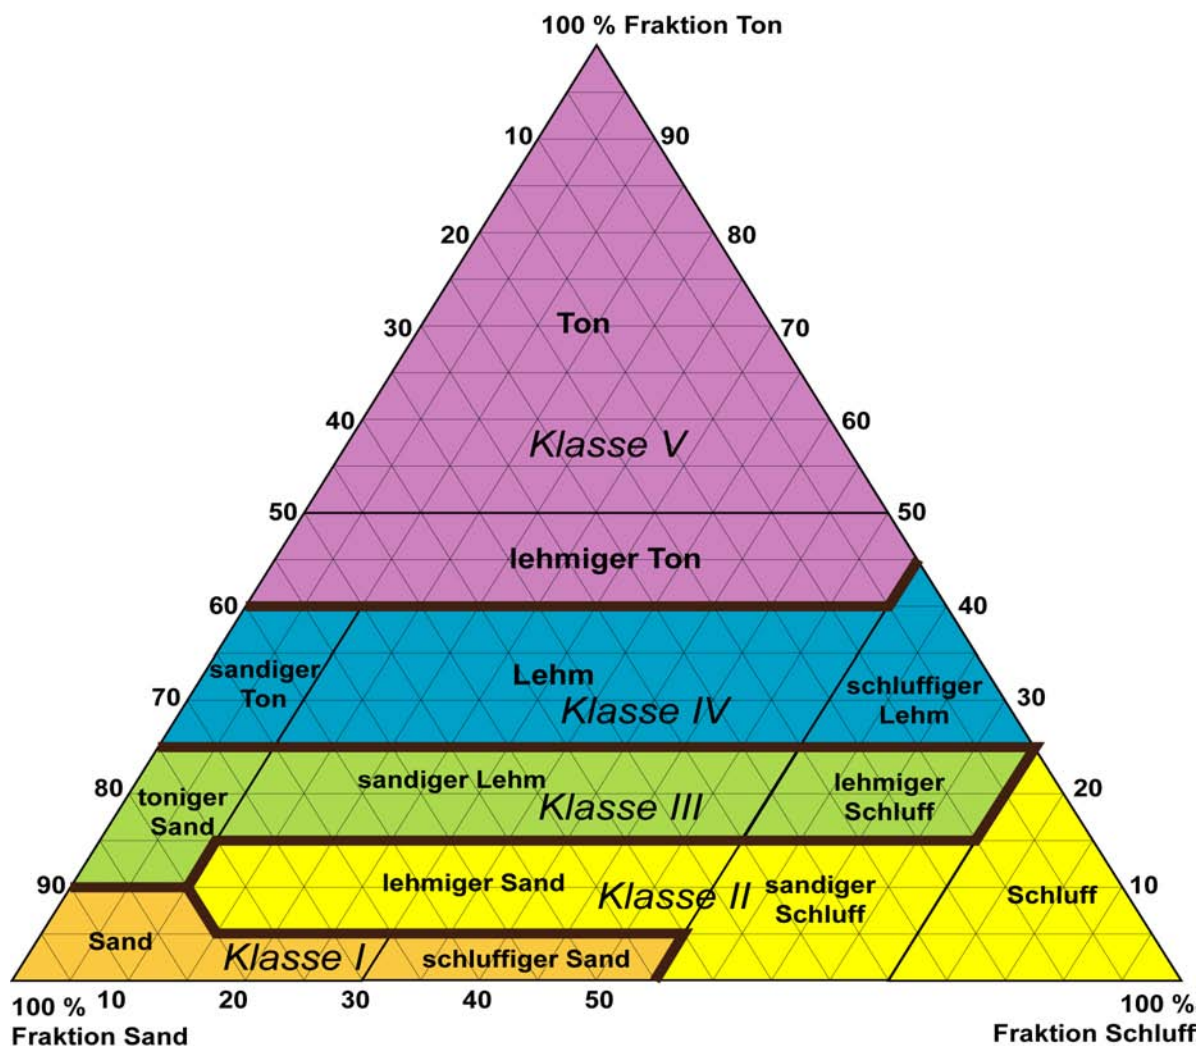 100 % Fraktion Ton
10 90
20 80
30 70
Ton
40 60
Klasse V
50 50
lehmiger Ton
60 40
sandiger
Ton
Lehm
Klasse IV
schluffiger
Lehm
70 30
sandiger Lehm
Klasse III
lehmiger
Schluff
80 20
toniger
Sand
90 10
lehmiger Sand
Klasse II
sandiger
Schluff
Schluff
Sand
Klasse I
schluffiger Sand
100 %
Fraktion Sand
10 20 30 40 50
100 %
Fraktion Schluff